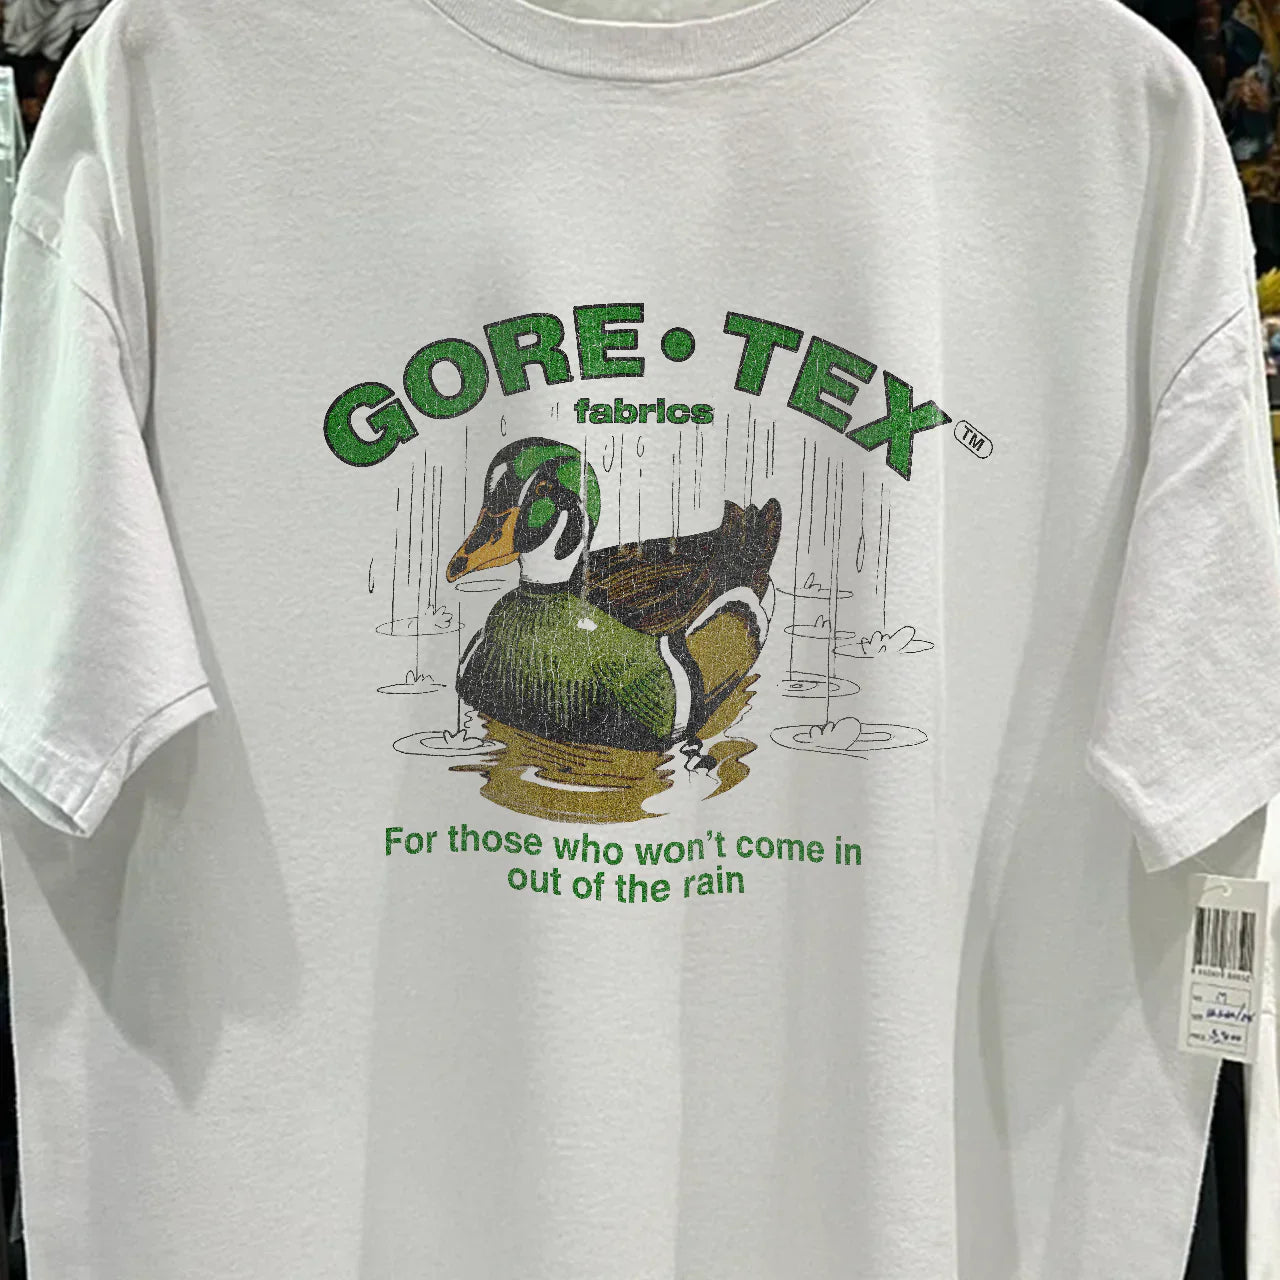 GORE•TEX
TM
fabrics
For those who won't come in
out of the rain
M